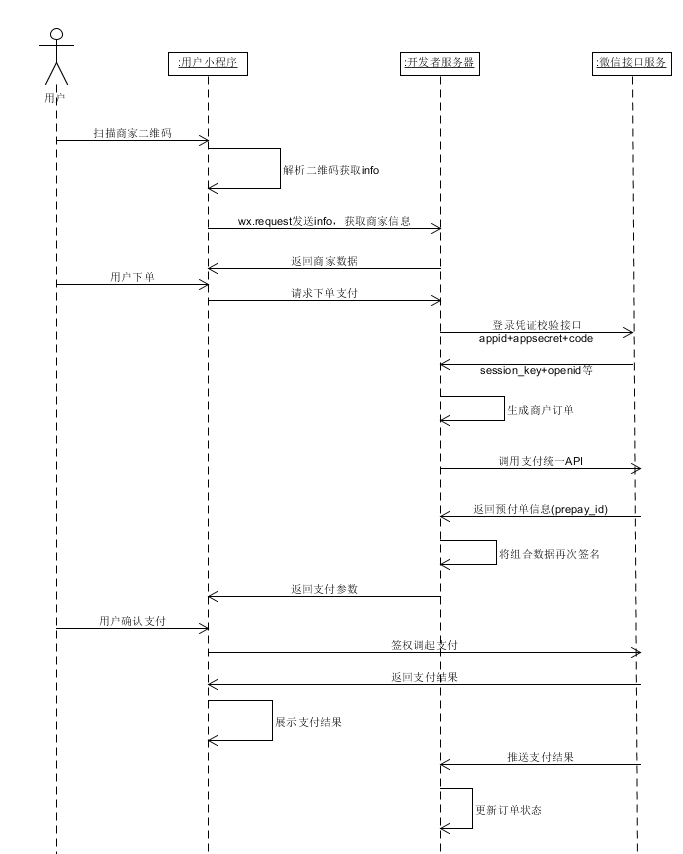 :用户小程序
:开发者服务器
:微信接口服务
用户
扫描商家二维码
解析二维码获取info
wx.request发送info，获取商家信息
返回商家数据
用户下单
请求下单支付
登录凭证校验接口
appid+appsecret+code
session_key+openid等
生成商户订单
调用支付统一API
返回预付单信息(prepay_id)
将组合数据再次签名
返回支付参数
用户确认支付
签权调起支付
返回支付结果
展示支付结果
推送支付结果
更新订单状态